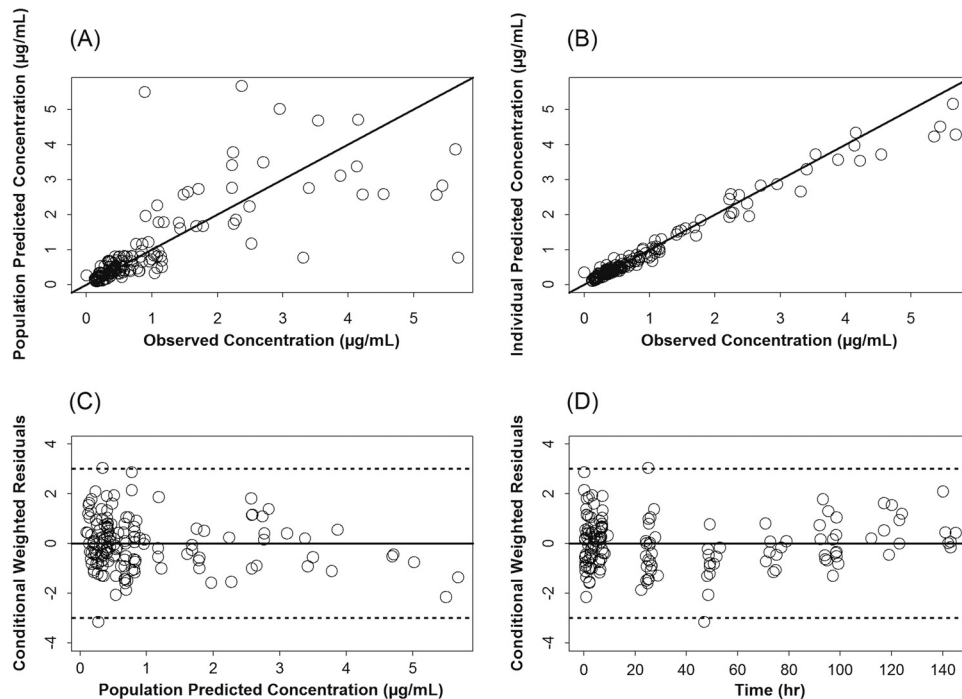 (A)
Population Predicted Concentration (µg/mL)
5
4
3
2
1
0
0 1 2 3 4 5
Observed Concentration (µg/mL)
(B)
Individual Predicted Concentration (µg/mL)
5
4
3
2
1
0
0 1 2 3 4 5
Observed Concentration (µg/mL)
(C)
Conditional Weighted Residuals
4
2
0
-2
-4
0 1 2 3 4 5
Population Predicted Concentration (µg/mL)
(D)
Conditional Weighted Residuals
4
2
0
-2
-4
0 20 40 60 80 100 120 140
Time (hr)